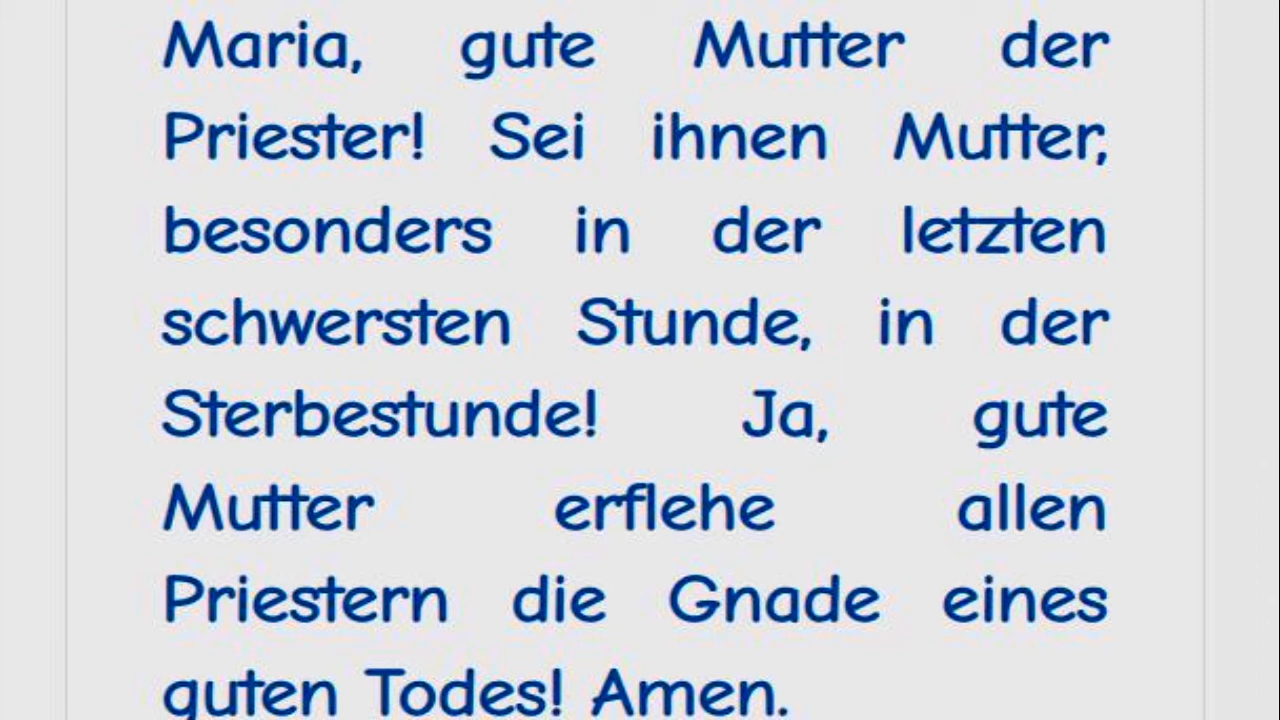 Maria, gute Mutter der
Priester! Sei ihnen Mutter,
besonders in der letzten
schwersten Stunde, in der
Sterbestunde! Ja, gute
Mutter erflehe allen
Priestern die Gnade eines
guten Todes! Amen.